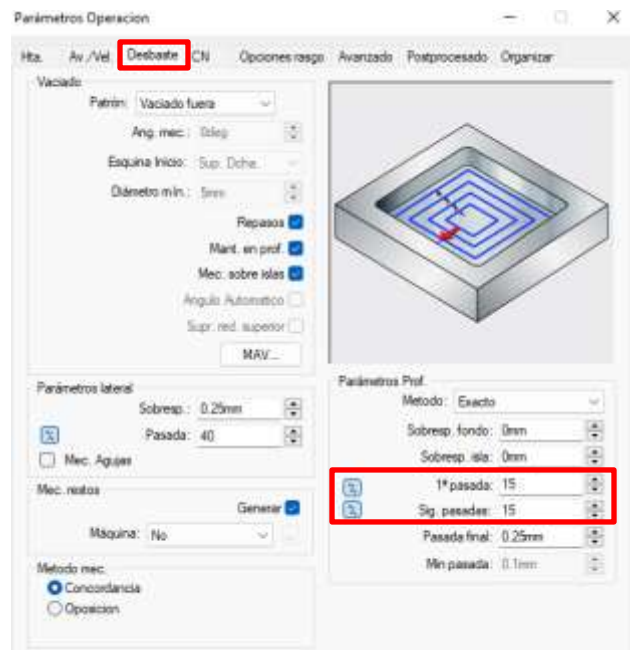 Parámetros Operacion
Hta. Av./Vel. Desbaste CN Opciones rasgo Avanzado Postprocesado Organizar
Vaciado
Patrón: Vaciado fuera
Ang. mec.: 0deg
Esquina Inicio: Sup. Dcha.
Diámetro mín.: 5mm
Repasos
Mant. en prof.
Mec. sobre islas
Angulo Automatico
Supr. red. superior
MAV...
Parámetros lateral
Sobresp.: 0.25mm
% Pasada: 40
Mec. Agujas
Mec. restos
Generar
Máquina: No
Metodo mec.
Concordancia
Oposicion
Parámetros Prof.
Metodo: Exacto
Sobresp. fondo: 0mm
Sobresp. isla: 0mm
% 1ª pasada: 15
% Sig. pasadas: 15
Pasada final: 0.25mm
Min pasada: 0.1mm